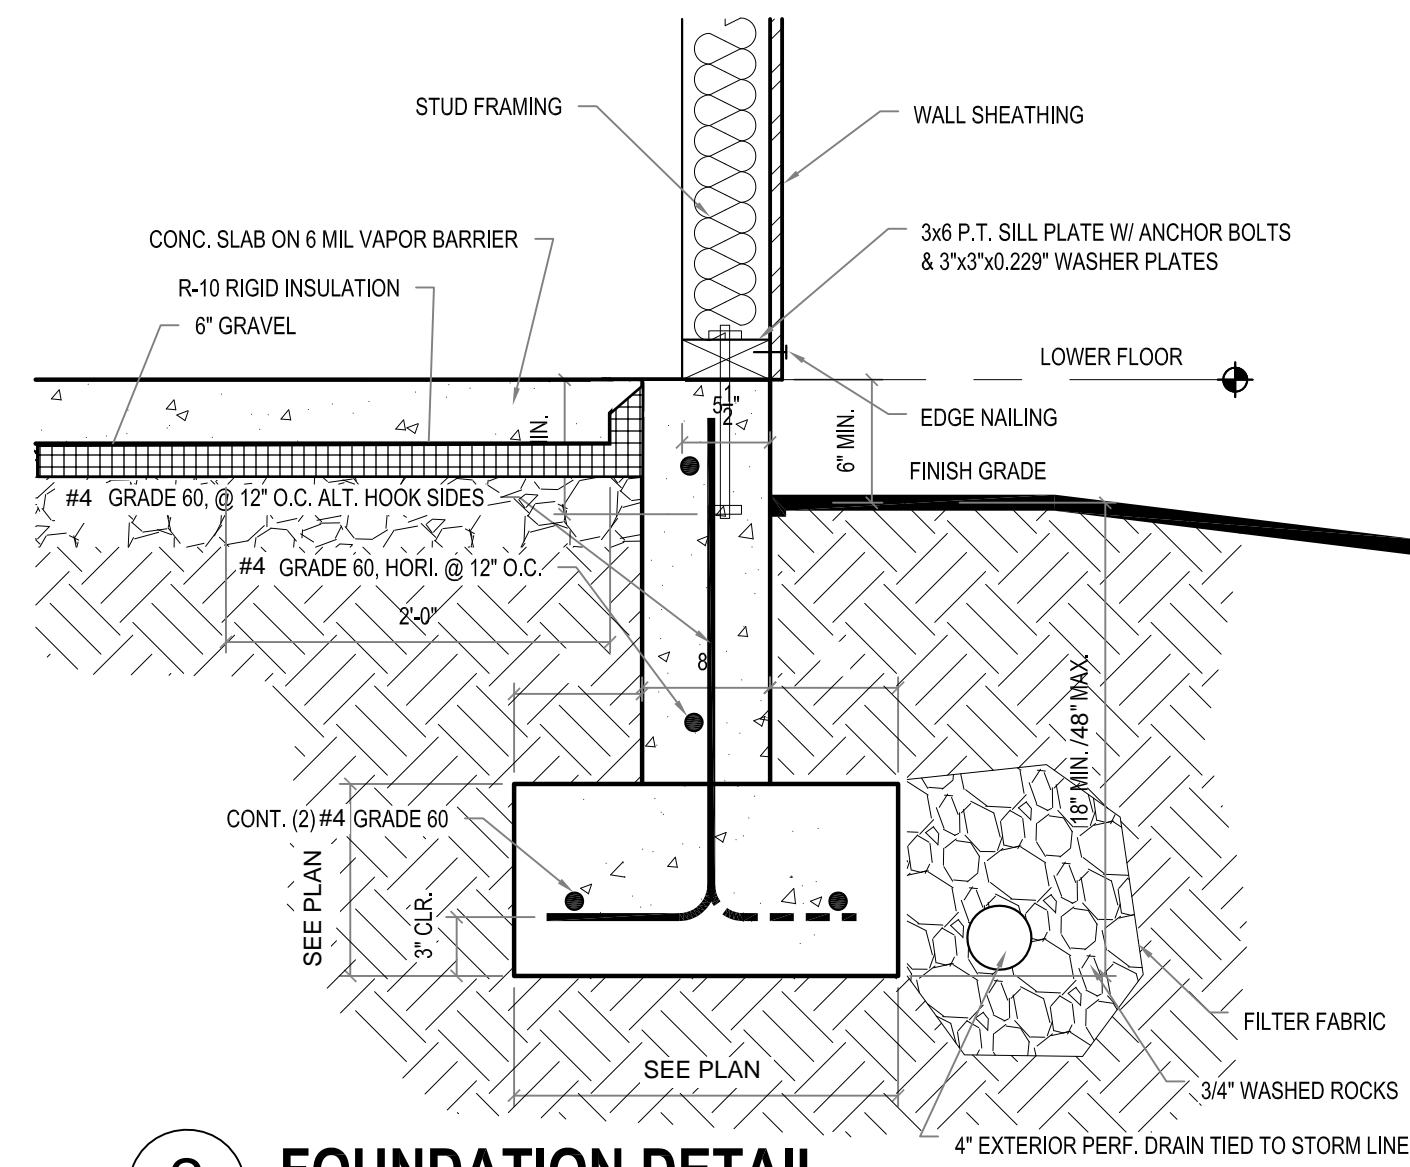 STUD FRAMING
WALL SHEATHING
CONC. SLAB ON 6 MIL VAPOR BARRIER
3x6 P.T. SILL PLATE W/ ANCHOR BOLTS
& 3"x3"x0.229" WASHER PLATES
R-10 RIGID INSULATION
6" GRAVEL
LOWER FLOOR
5 1/2"
EDGE NAILING
6" MIN.
FINISH GRADE
#4 GRADE 60, @ 12" O.C. ALT. HOOK SIDES
#4 GRADE 60, HORI. @ 12" O.C.
2'-0"
8
18" MIN. /48" MAX.
CONT. (2) #4 GRADE 60
SEE PLAN
3" CLR.
SEE PLAN
FILTER FABRIC
3/4" WASHED ROCKS
4" EXTERIOR PERF. DRAIN TIED TO STORM LINE
FOUNDATION DETAIL